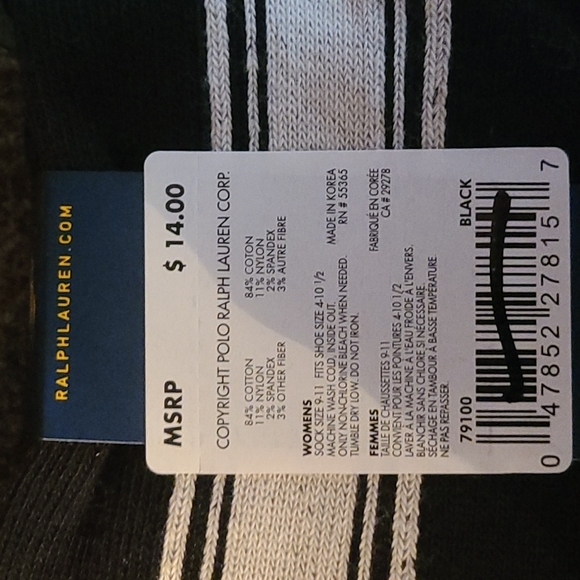 RALPHLAUREN.COM
MSRP $ 14.00
COPYRIGHT POLO RALPH LAUREN CORP.
84% COTTON
11% NYLON
2% SPANDEX
3% OTHER FIBER
84% COTON
11% NYLON
2% SPANDEX
3% AUTRE FIBRE
MADE IN KOREA
RN # 55365
WOMENS
SOCK SIZE 9-11 FITS SHOE SIZE 4-10 1/2
MACHINE WASH COLD, INSIDE OUT.
ONLY NON-CHLORINE BLEACH WHEN NEEDED.
TUMBLE DRY LOW. DO NOT IRON.
FABRIQUÉ EN CORÉE
CA # 29278
FEMMES
TAILLE DE CHAUSSETTES 9-11
CONVIENT POUR LES POINTURES 4-10 1/2
LAVER À LA MACHINE À L'EAU FROIDE À L'ENVERS.
BLANCHIR SANS CHLORE SI NÉCESSAIRE.
SÉCHAGE EN TAMBOUR À BASSE TEMPÉRATURE
NE PAS REPASSER.
79100 BLACK
0 47852 27815 7